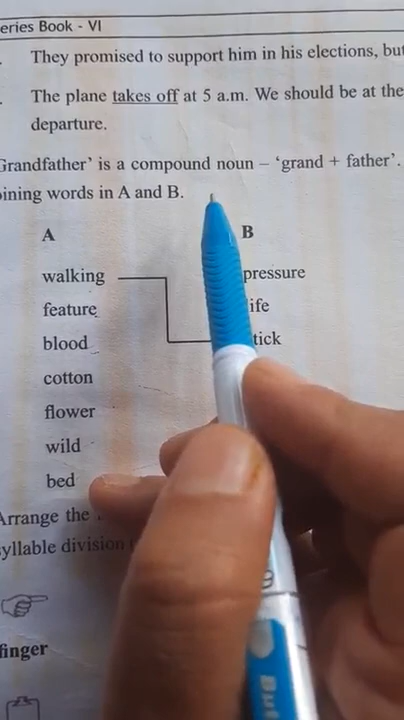 eries Book - VI
They promised to support him in his elections, but
The plane takes off at 5 a.m. We should be at the
departure.
Grandfather' is a compound noun – 'grand + father'.
ining words in A and B.
A B
walking pressure
feature ife
blood tick
cotton
flower
wild
bed
Arrange the
yllable division
finger